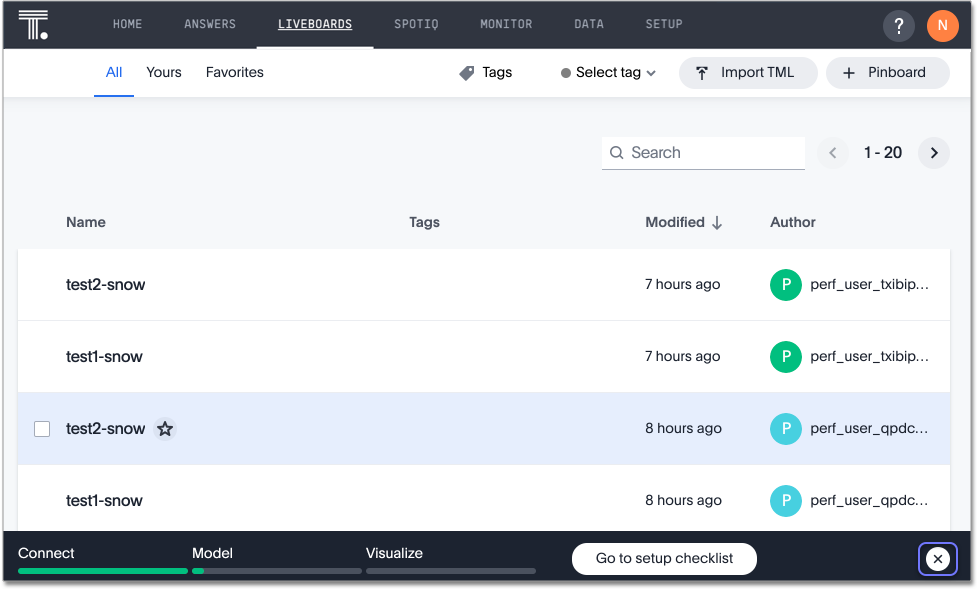 T. HOME ANSWERS LIVEBOARDS SPOTIQ MONITOR DATA SETUP ? N
All Yours Favorites Tags Select tag Import TML + Pinboard
Search 1 - 20
Name Tags Modified ↓ Author
test2-snow 7 hours ago P perf_user_txibip...
test1-snow 7 hours ago P perf_user_txibip...
test2-snow 8 hours ago P perf_user_qpdc...
test1-snow 8 hours ago P perf_user_qpdc...
Connect Model Visualize Go to setup checklist